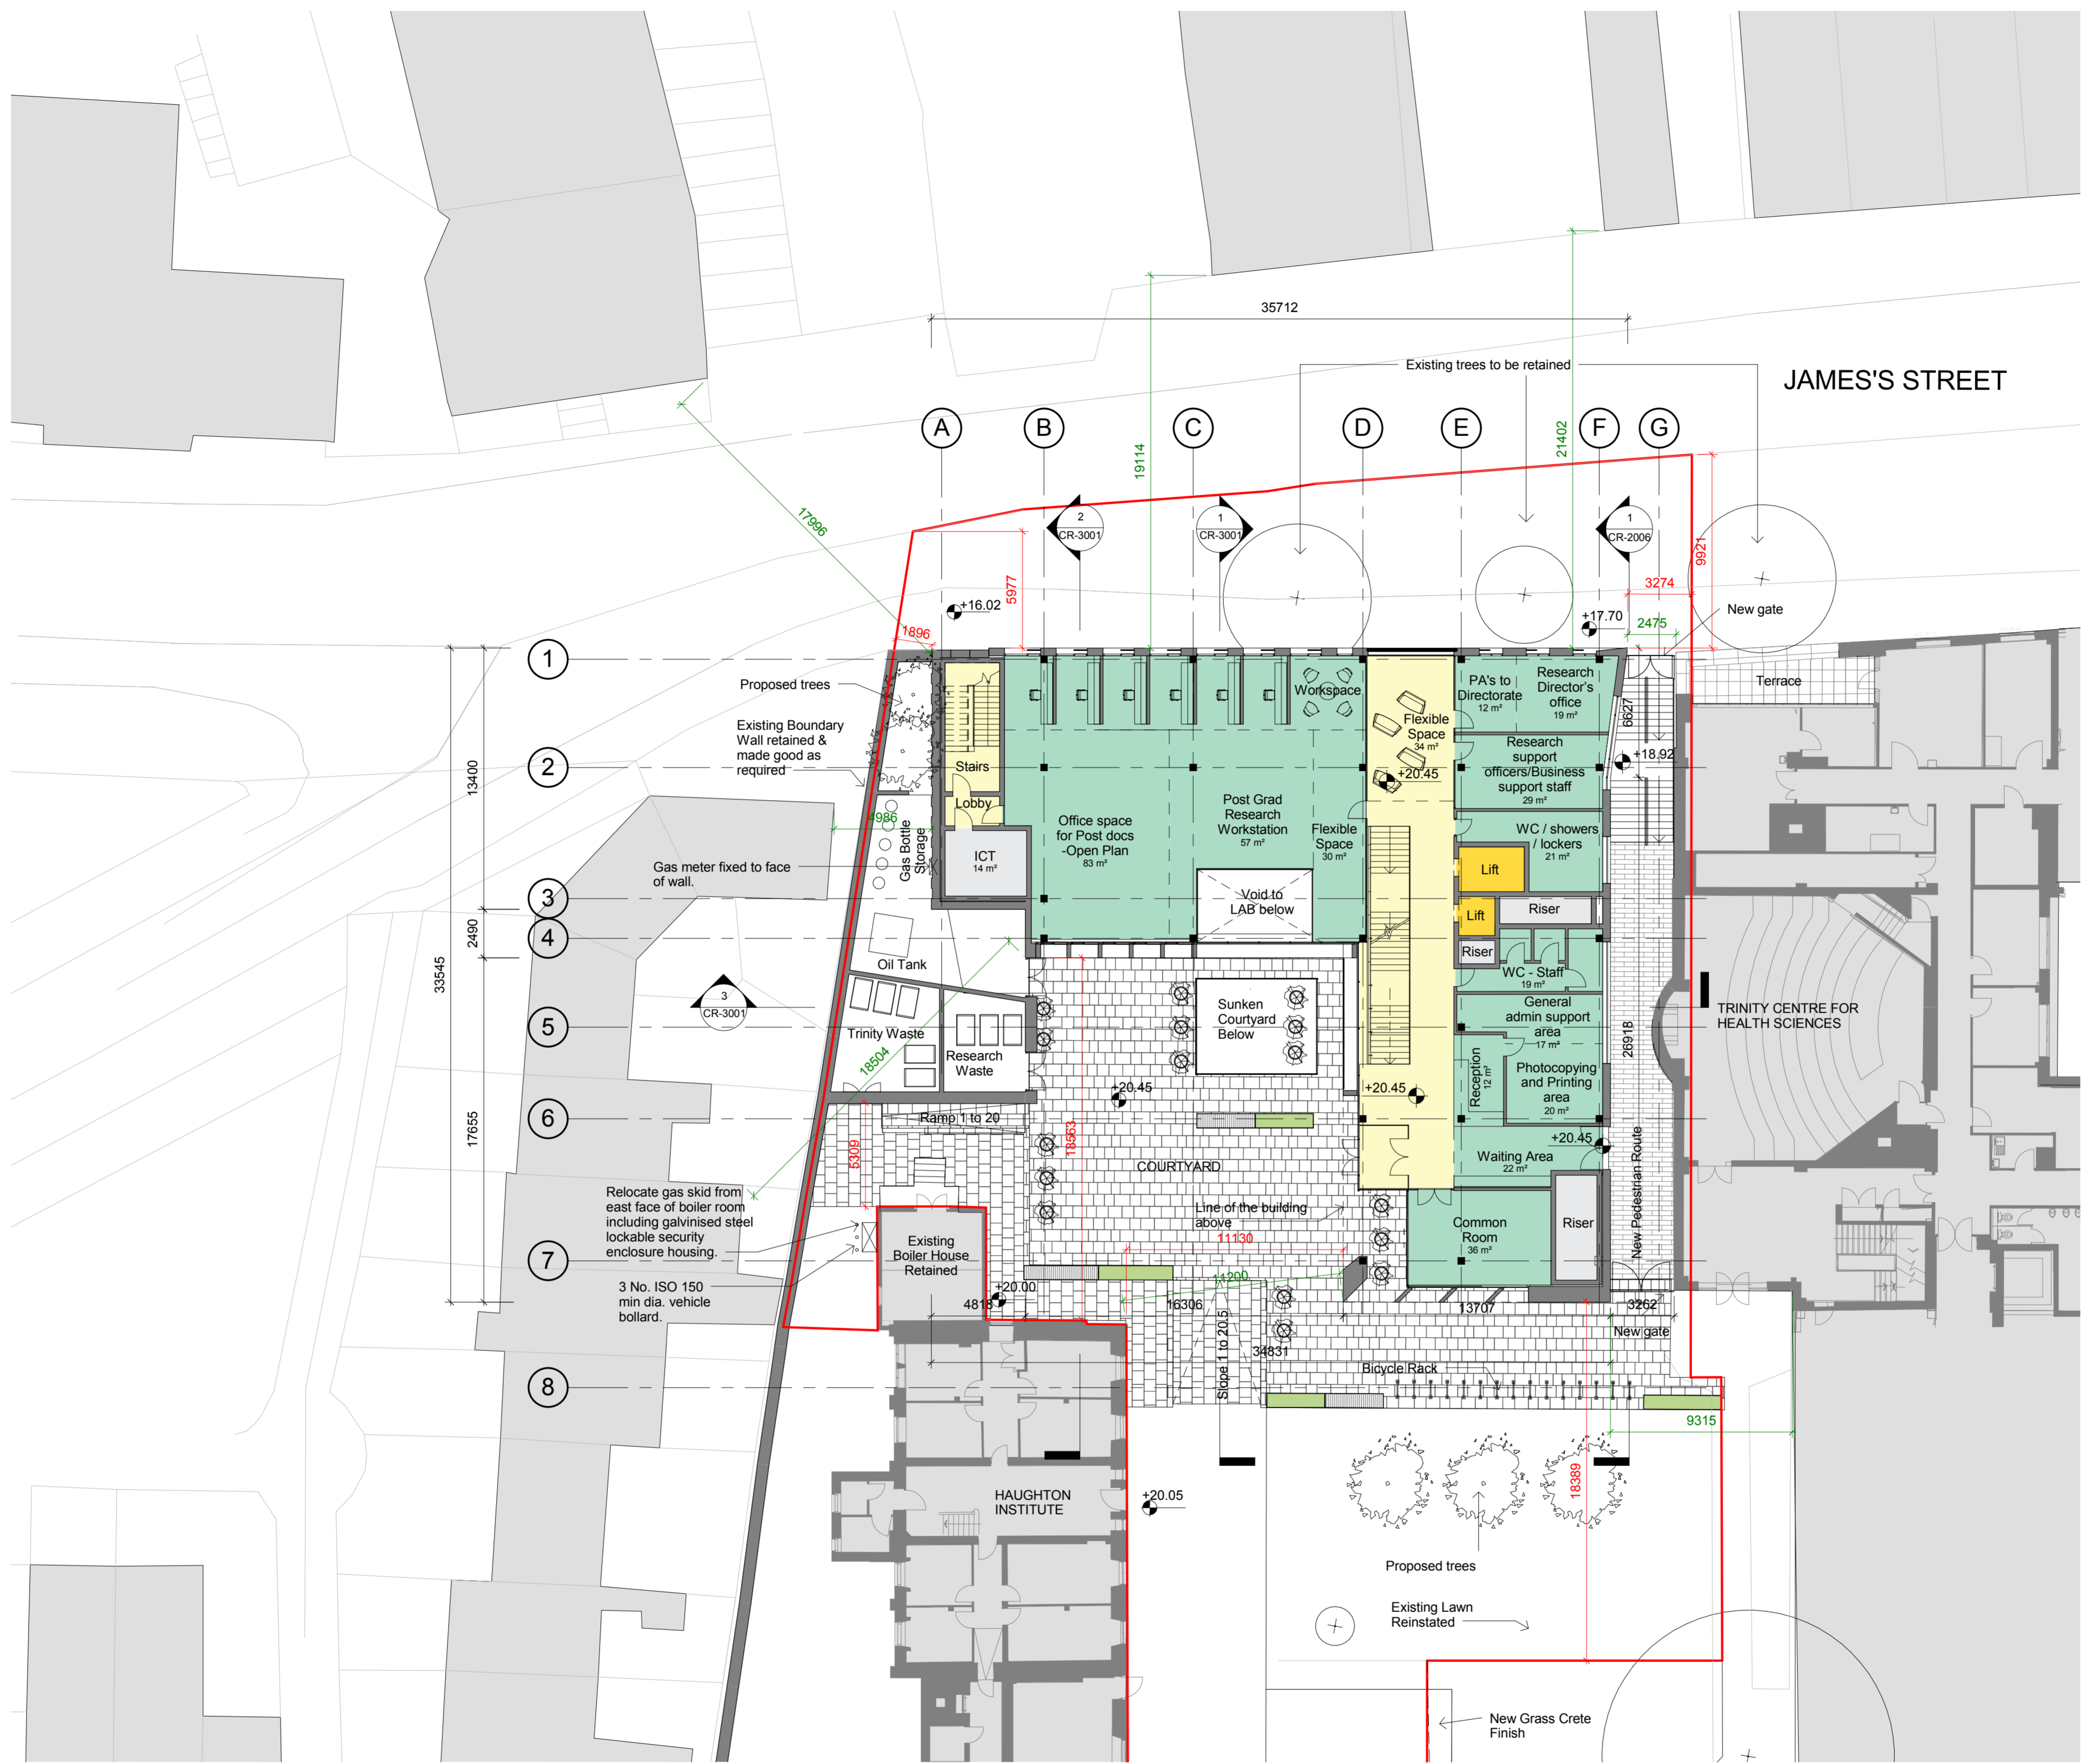 35712
Existing trees to be retained
JAMES'S STREET
A
B
C
D
E
F
G
19114
21402
17996
2
CR-3001
1
CR-3001
1
CR-2006
9921
5977
3274
+16.02
+17.70
New gate
1896
2475
1
Proposed trees
Workspace
PA's to
Directorate
12 m²
Research
Director's
office
19 m²
Terrace
Existing Boundary
Wall retained &
made good as
required
Flexible
Space
34 m²
6627
2
13400
Stairs
Research
support
officers/Business
support staff
29 m²
+18.92
+20.45
Lobby
4986
Gas Bottle
Storage
Office space
for Post docs
-Open Plan
83 m²
Post Grad
Research
Workstation
57 m²
Flexible
Space
30 m²
WC / showers
/ lockers
21 m²
ICT
14 m²
Gas meter fixed to face
of wall.
Lift
3
Void to
LAB below
Lift
Riser
2490
4
Riser
Oil Tank
33545
WC - Staff
19 m²
3
CR-3001
Sunken
Courtyard
Below
General
admin support
area
17 m²
TRINITY CENTRE FOR
HEALTH SCIENCES
5
Trinity Waste
Research
Waste
18504
26918
Reception
12 m²
Photocopying
and Printing
area
20 m²
+20.45
+20.45
6
17655
Ramp 1 to 20
5309
18563
+20.45
COURTYARD
Waiting Area
22 m²
New Pedestrian Route
Relocate gas skid from
east face of boiler room
including galvinised steel
lockable security
enclosure housing.
Line of the building
above
Common
Room
36 m²
Riser
7
Existing
Boiler House
Retained
11130
11200
3 No. ISO 150
min dia. vehicle
bollard.
+20.00
4818
16306
13707
3262
New gate
Slope 1 to 20.5
34831
Bicycle Rack
8
9315
18389
HAUGHTON
INSTITUTE
+20.05
Proposed trees
Existing Lawn
Reinstated
New Grass Crete
Finish